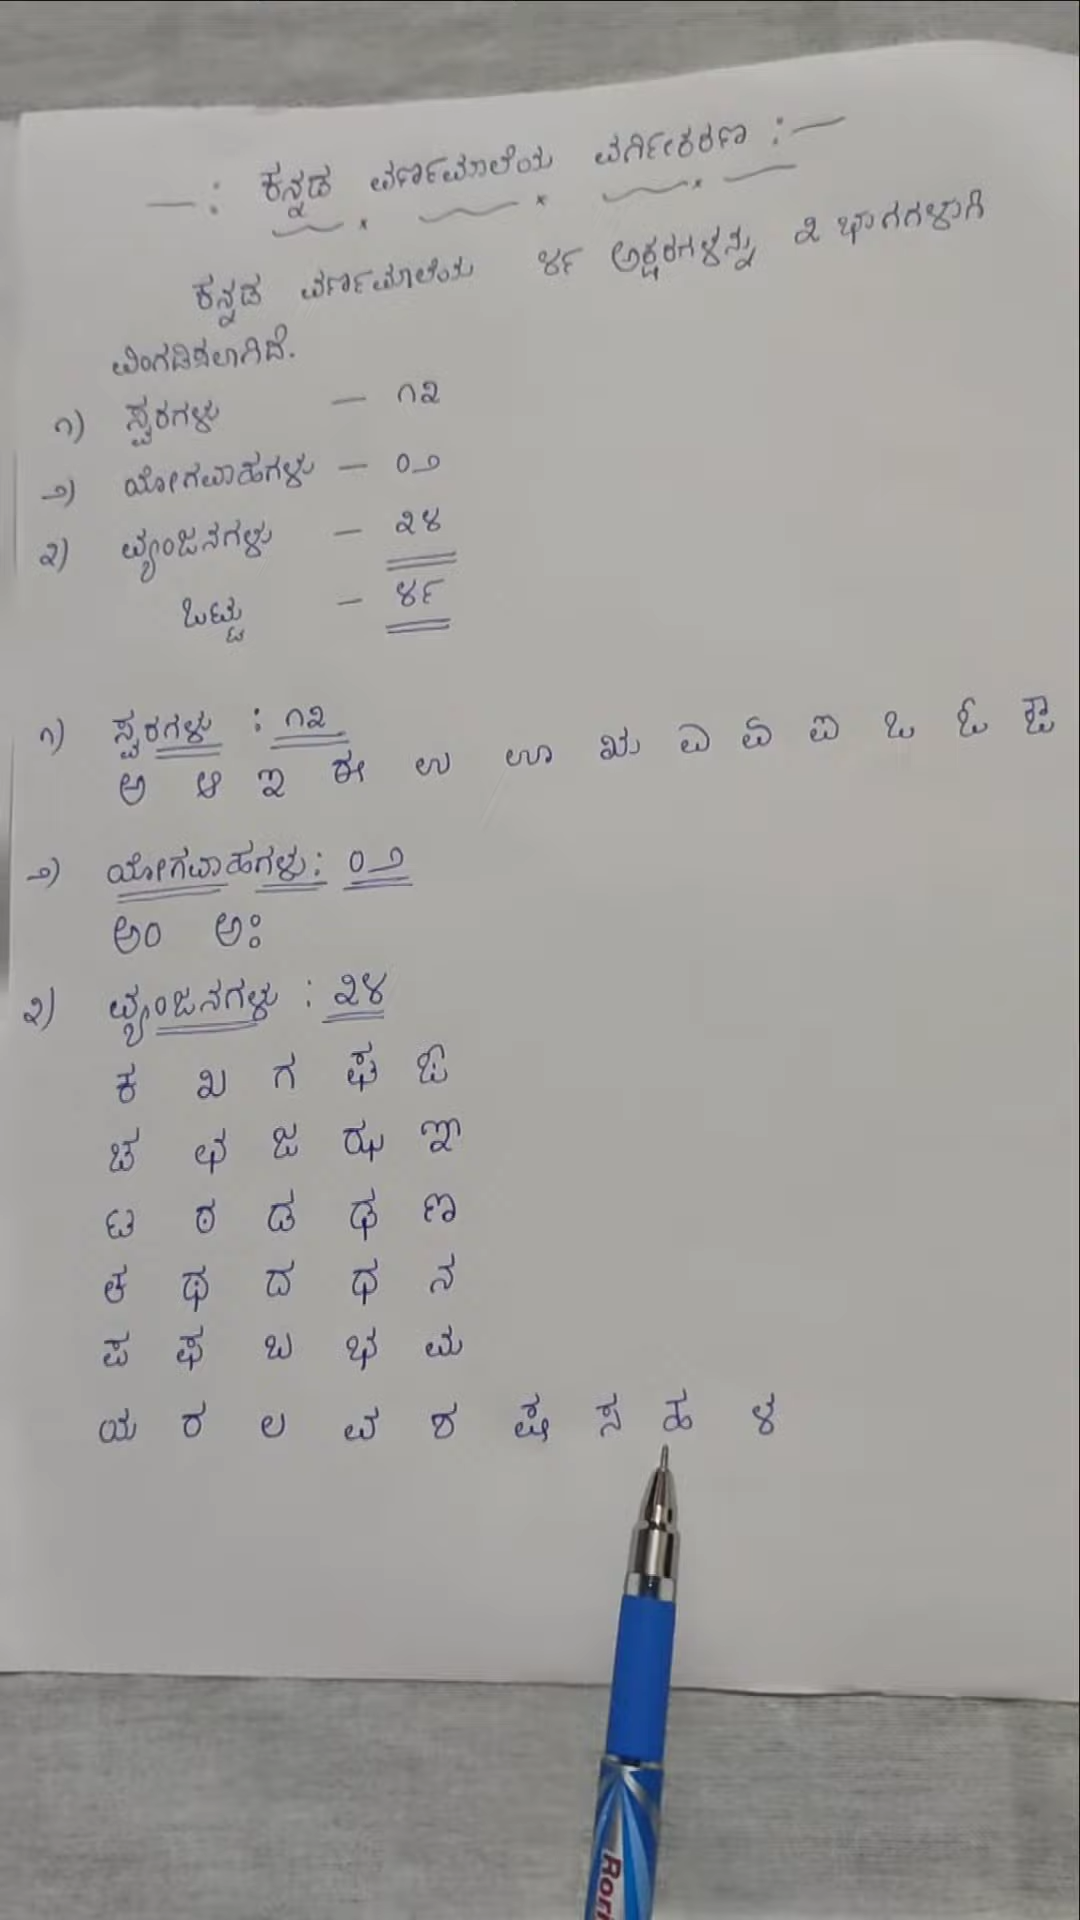 —: ಕನ್ನಡ ವರ್ಣಮಾಲೆಯ ವರ್ಗೀಕರಣ :—
ಕನ್ನಡ ವರ್ಣಮಾಲೆಯ ೪೯ ಅಕ್ಷರಗಳನ್ನು ೩ ಭಾಗಗಳಾಗಿ
ವಿಂಗಡಿಸಲಾಗಿದೆ.
೧) ಸ್ವರಗಳು — ೧೩
೨) ಯೋಗವಾಹಗಳು — ೦೨
೩) ವ್ಯಂಜನಗಳು — ೩೪
ಒಟ್ಟು — ೪೯
೧) ಸ್ವರಗಳು : ೧೩
ಅ ಆ ಇ ಈ ಉ ಊ ಋ ಎ ಏ ಐ ಒ ಓ ಔ
೨) ಯೋಗವಾಹಗಳು : ೦೨
ಅಂ ಅಃ
೩) ವ್ಯಂಜನಗಳು : ೩೪
ಕ ಖ ಗ ಘ ಙ
ಚ ಛ ಜ ಝ ಞ
ಟ ಠ ಡ ಢ ಣ
ತ ಥ ದ ಧ ನ
ಪ ಫ ಬ ಭ ಮ
ಯ ರ ಲ ವ ಶ ಷ ಸ ಹ ಳ